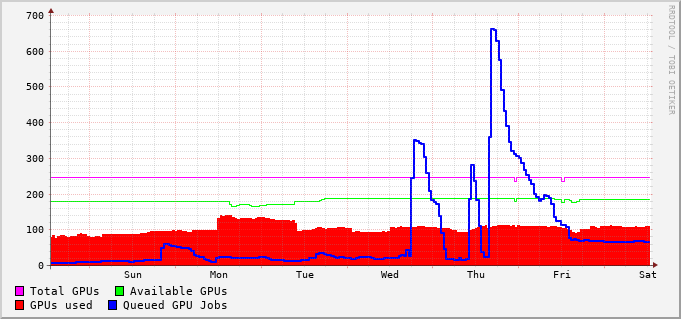 700
600
500
400
300
200
100
0
Sun Mon Tue Wed Thu Fri Sat
Total GPUs Available GPUs
GPUs used Queued GPU Jobs
RRDTOOL / TOBI OETIKER